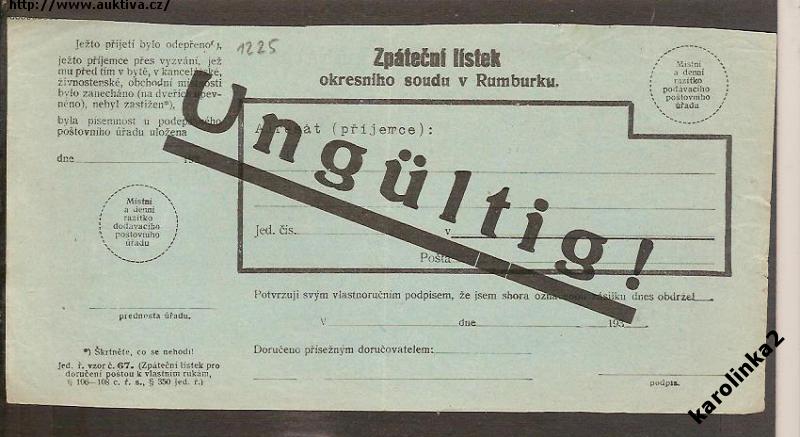 http://www.auktiva.cz/
Ježto přijetí bylo odepřeno*),
ježto příjemce přes vyzvání, jež
mu před tím v bytě, v kancelářské,
živnosterské, obchodní místnosti
bylo zanecháno (na dveřích upev-
něno), nebyl zastižen*),
byla písemnost u podepsaného
poštovního úřadu uložena
dne 193
Místní
a denní
razítko
dodávacího
poštovního
úřadu
přednosta úřadu.
*) Škrtněte, co se nehodí!
Jed. ř. vzor č. 67. (Zpáteční lístek pro
doručení poštou k vlastním rukám,
§ 106—108 c. ř. s., § 350 jed. ř.)
1225
Zpáteční lístek
okresního soudu v Rumburku.
Místní
a denní
razítko
podávacího
poštovního
úřadu
Adresát (příjemce):
Jed. čís. v
Pošta
Ungültig!
Potvrzuji svým vlastnoručním podpisem, že jsem shora označenou zásilku dnes obdržel
V dne 193
Doručeno přísežným doručovatelem:
podpis.
karolinka2